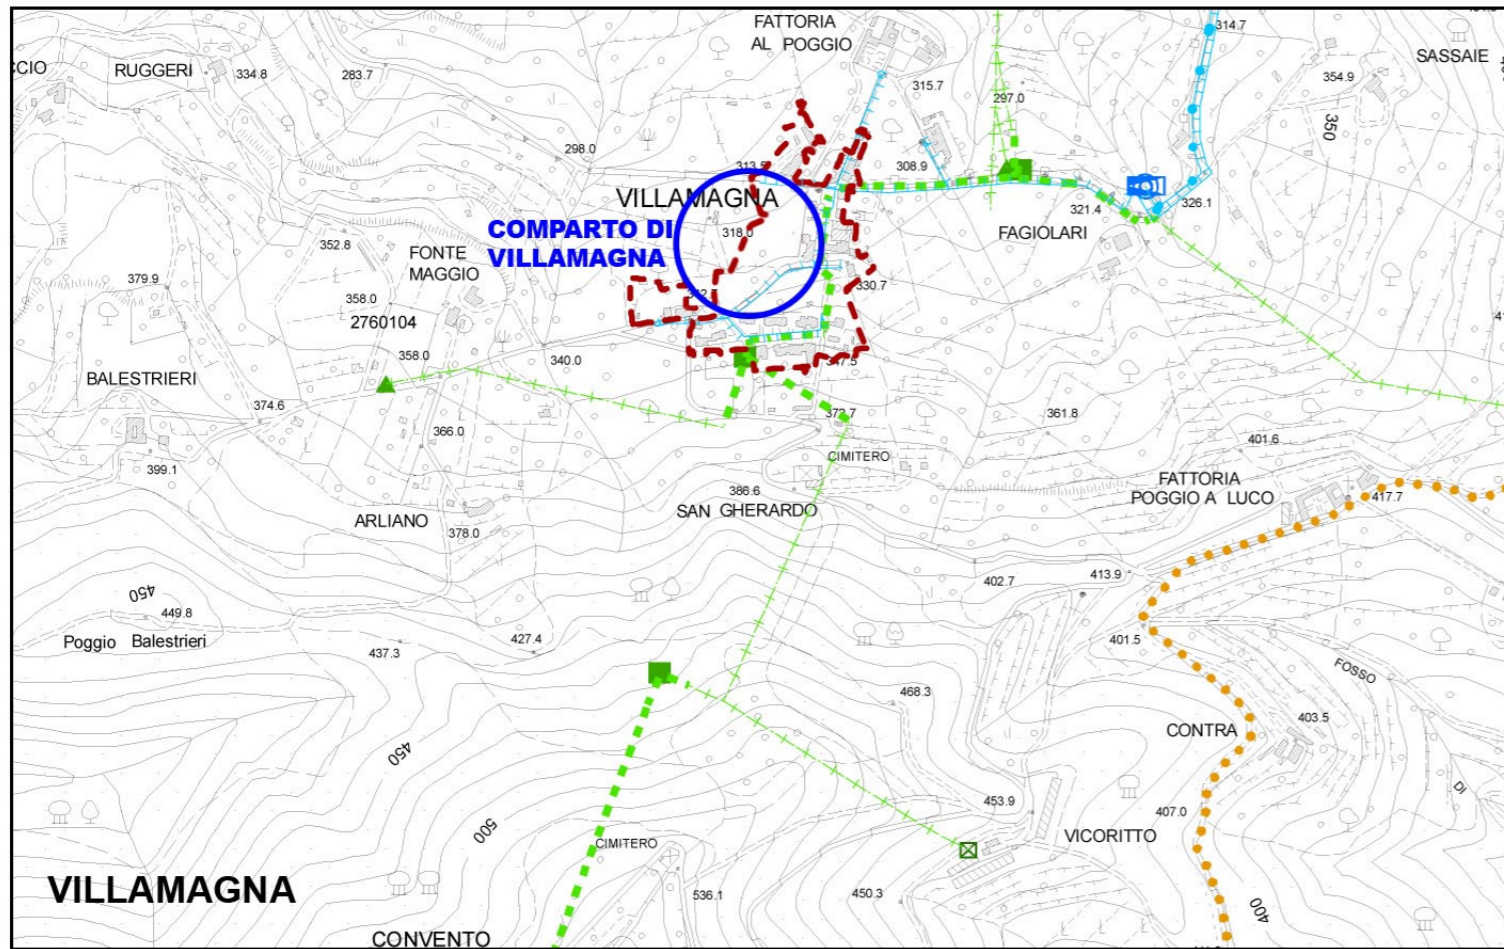 FATTORIA
AL POGGIO
314.7
SASSAIE
CCIO
RUGGERI
334.8
283.7
315.7
297.0
354.9
350
298.0
313.5
308.9
VILLAMAGNA
321.4
326.1
COMPARTO DI
VILLAMAGNA
318.0
FAGIOLARI
352.8
FONTE
MAGGIO
379.9
330.7
358.0
2760104
358.0
340.0
347.5
BALESTRIERI
374.6
372.7
361.8
366.0
401.6
399.1
CIMITERO
FATTORIA
POGGIO A LUCO
386.6
417.7
SAN GHERARDO
ARLIANO
378.0
402.7
413.9
450
449.8
Poggio Balestrieri
427.4
437.3
401.5
FOSSO
468.3
403.5
CONTRA
450
DI
453.9
407.0
500
VICORITTO
CIMITERO
VILLAMAGNA
536.1
450.3
400
CONVENTO